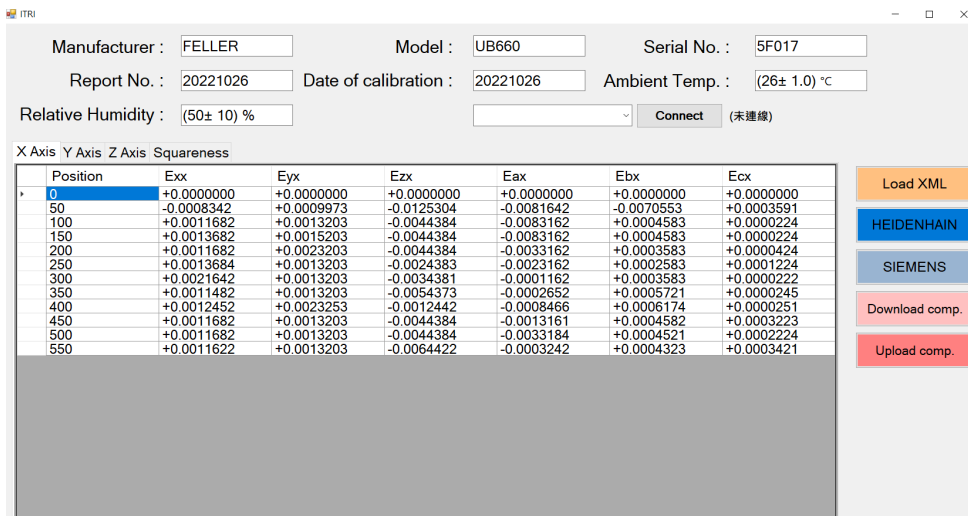 ITRI
Manufacturer : FELLER Model : UB660 Serial No. : 5F017
Report No. : 20221026 Date of calibration : 20221026 Ambient Temp. : (26± 1.0) °C
Relative Humidity : (50± 10) % Connect (未連線)
X Axis Y Axis Z Axis Squareness
Position Exx Eyx Ezx Eax Ebx Ecx
0 +0.0000000 +0.0000000 +0.0000000 +0.0000000 +0.0000000 +0.0000000
50 -0.0008342 +0.0009973 -0.0125304 -0.0081642 -0.0070553 +0.0003591
100 +0.0011682 +0.0013203 -0.0044384 -0.0083162 +0.0004583 +0.0000224
150 +0.0013682 +0.0015203 -0.0044384 -0.0083162 +0.0004583 +0.0000224
200 +0.0011682 +0.0023203 -0.0044384 -0.0033162 +0.0003583 +0.0000424
250 +0.0013684 +0.0013203 -0.0024383 -0.0023162 +0.0002583 +0.0001224
300 +0.0021642 +0.0013203 -0.0034381 -0.0001162 +0.0003583 +0.0000222
350 +0.0011482 +0.0013203 -0.0054373 -0.0002652 +0.0005721 +0.0000245
400 +0.0012452 +0.0023253 -0.0012442 -0.0008466 +0.0006174 +0.0000251
450 +0.0011682 +0.0013203 -0.0044384 -0.0013161 +0.0004582 +0.0003223
500 +0.0011682 +0.0013203 -0.0044384 -0.0033184 +0.0004521 +0.0002224
550 +0.0011622 +0.0013203 -0.0064422 -0.0003242 +0.0004323 +0.0003421
Load XML
HEIDENHAIN
SIEMENS
Download comp.
Upload comp.